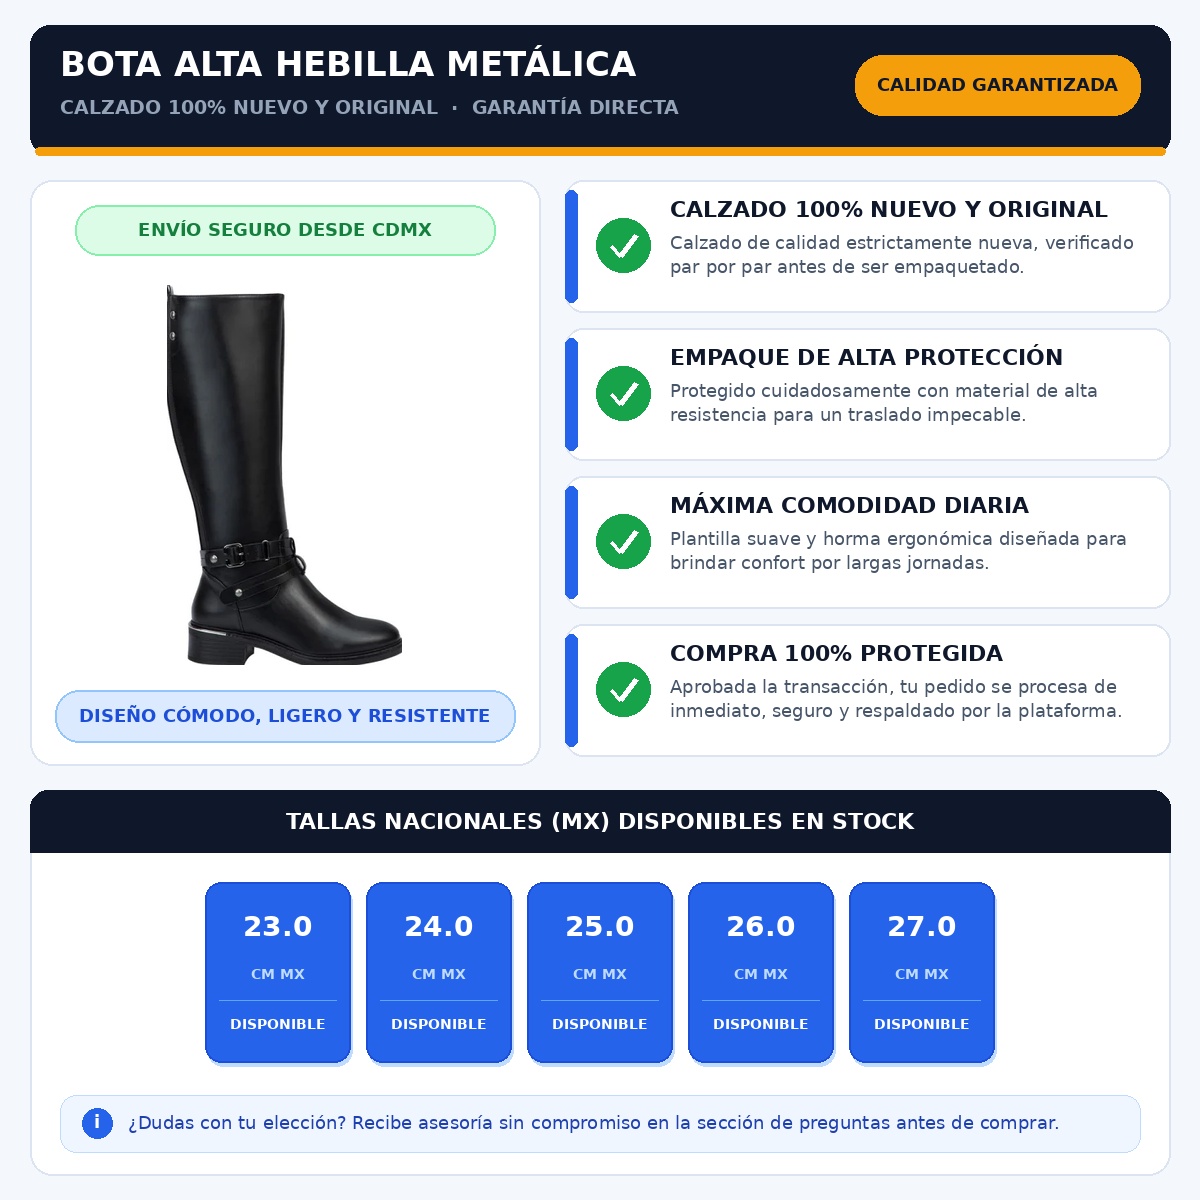 BOTA ALTA HEBILLA METÁLICA
CALZADO 100% NUEVO Y ORIGINAL · GARANTÍA DIRECTA
CALIDAD GARANTIZADA
ENVÍO SEGURO DESDE CDMX
DISEÑO CÓMODO, LIGERO Y RESISTENTE
CALZADO 100% NUEVO Y ORIGINAL
Calzado de calidad estrictamente nueva, verificado
par por par antes de ser empaquetado.
EMPAQUE DE ALTA PROTECCIÓN
Protegido cuidadosamente con material de alta
resistencia para un traslado impecable.
MÁXIMA COMODIDAD DIARIA
Plantilla suave y horma ergonómica diseñada para
brindar confort por largas jornadas.
COMPRA 100% PROTEGIDA
Aprobada la transacción, tu pedido se procesa de
inmediato, seguro y respaldado por la plataforma.
TALLAS NACIONALES (MX) DISPONIBLES EN STOCK
23.0
CM MX
DISPONIBLE
24.0
CM MX
DISPONIBLE
25.0
CM MX
DISPONIBLE
26.0
CM MX
DISPONIBLE
27.0
CM MX
DISPONIBLE
i ¿Dudas con tu elección? Recibe asesoría sin compromiso en la sección de preguntas antes de comprar.